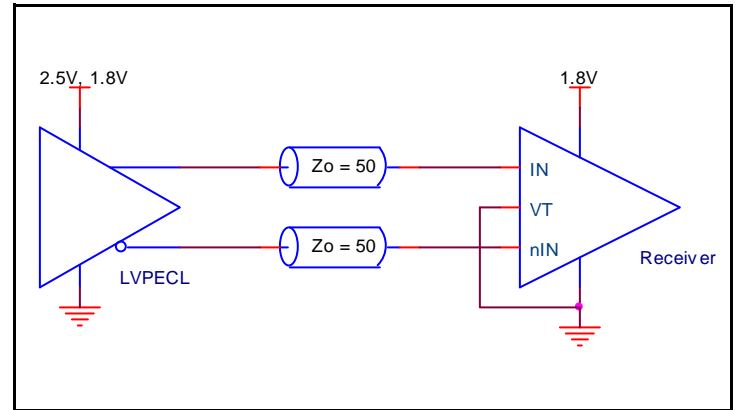 2.5V, 1.8V
1.8V
Zo = 50
IN
VT
Zo = 50
nIN
LVPECL
Receiver